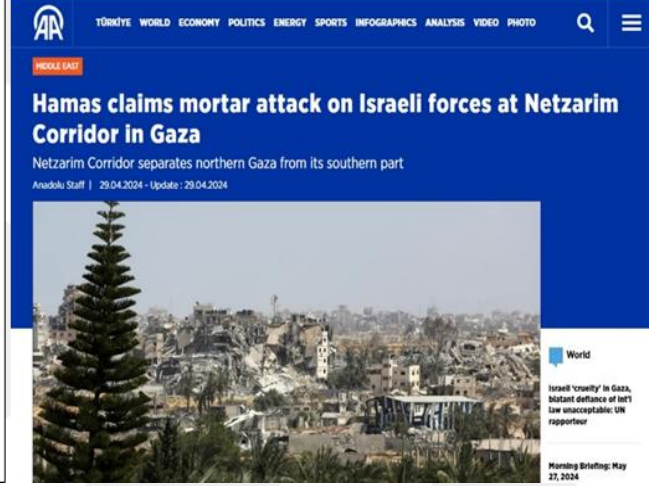 AA
TÜRKİYE WORLD ECONOMY POLITICS ENERGY SPORTS INFOGRAPHICS ANALYSIS VIDEO PHOTO
MIDDLE EAST
Hamas claims mortar attack on Israeli forces at Netzarim
Corridor in Gaza
Netzarim Corridor separates northern Gaza from its southern part
Anadolu Staff | 29.04.2024 - Update : 29.04.2024
World
Israeli ‘cruelty’ in Gaza,
blatant defiance of int'l
law unacceptable: UN
rapporteur
Morning Briefing: May
27, 2024